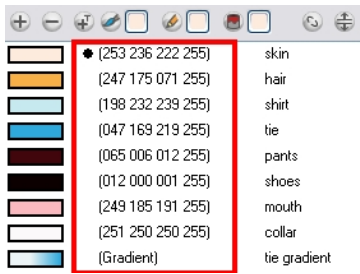 (253 236 222 255) skin
(247 175 071 255) hair
(198 232 239 255) shirt
(047 169 219 255) tie
(065 006 012 255) pants
(012 000 001 255) shoes
(249 185 191 255) mouth
(251 250 250 255) collar
(Gradient) tie gradient